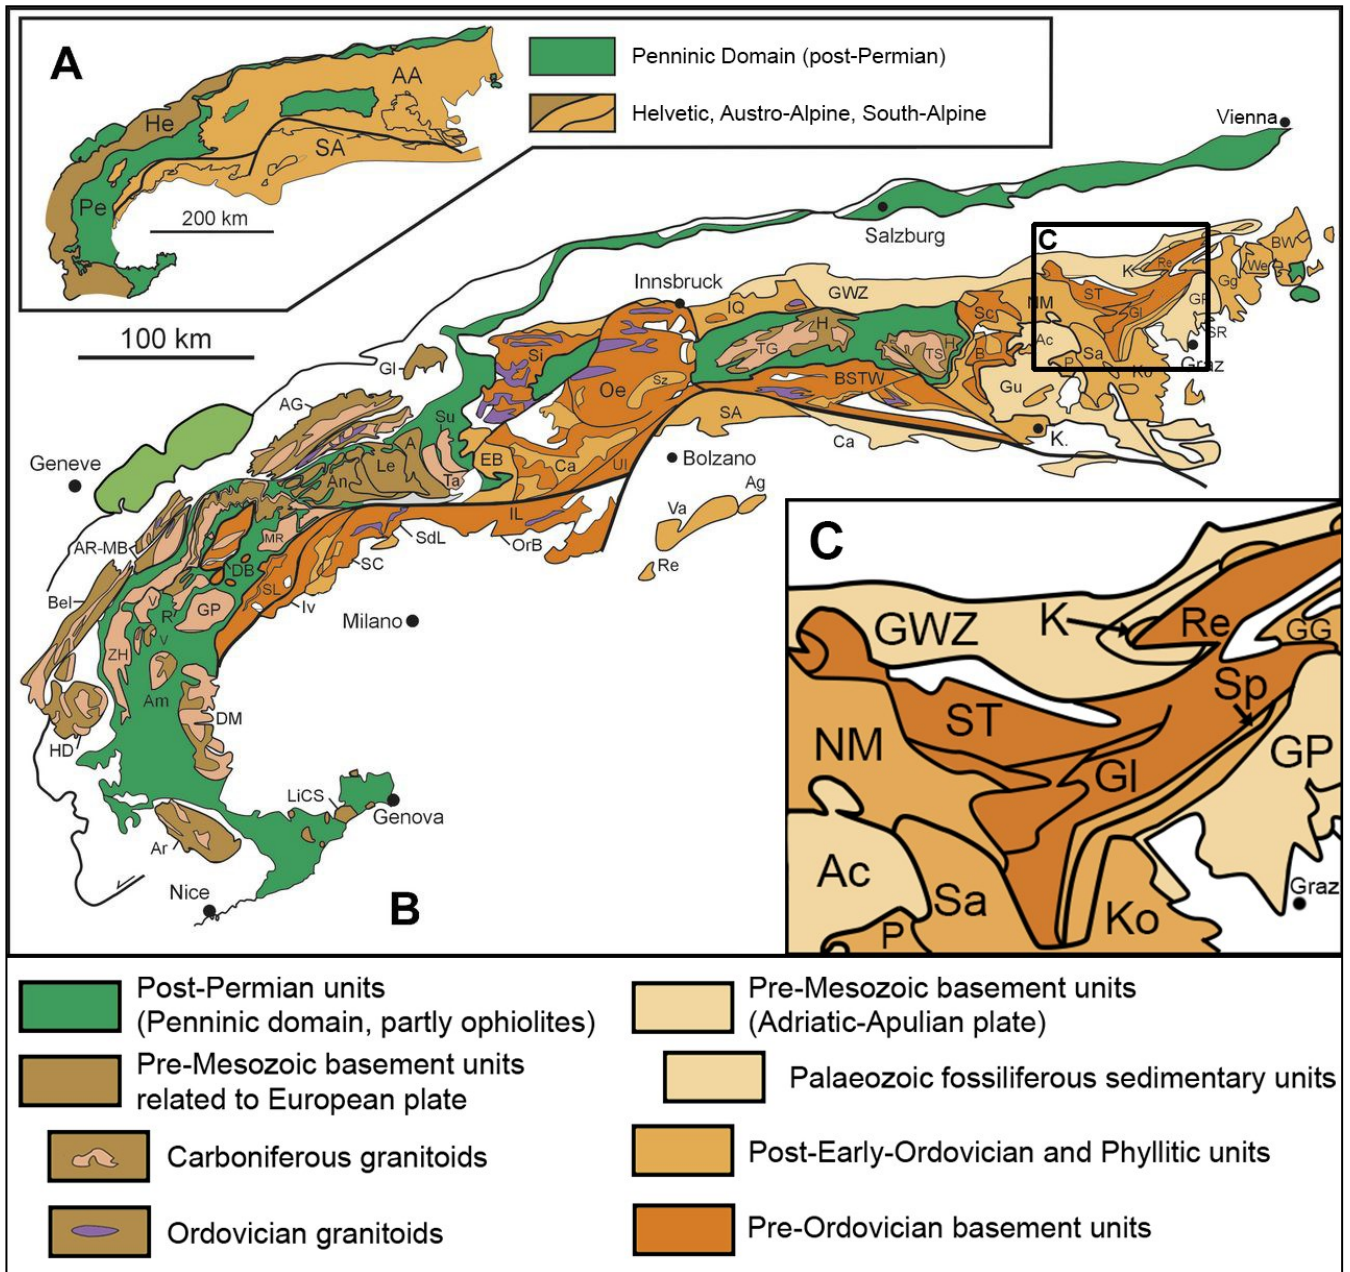 A
He
AA
SA
Pe
200 km
Penninic Domain (post-Permian)
Helvetic, Austro-Alpine, South-Alpine
Vienna
Salzburg
Innsbruck
100 km
C
K
Re
BW
We
Gg
GP
SR
Graz
NM
ST
Gl
Sc
Ac
Sa
P
Ko
B
Gu
K.
GWZ
IQ
H
TG
TS
H
BSTW
SA
Ca
Si
Oe
Sz
Gl
AG
Su
A
Le
An
Ta
EB
Ca
Ul
Bolzano
Ag
Va
Re
Geneve
IL
OrB
SdL
SC
MR
AR-MB
DB
SL
Iv
Bel
V
R
GP
V
ZH
Milano
Am
DM
HD
LiCS
Genova
Ar
Nice
B
C
GWZ
K
Re
GG
Sp
ST
NM
Gl
GP
Ac
Sa
P
Ko
Graz
Post-Permian units
(Penninic domain, partly ophiolites)
Pre-Mesozoic basement units
related to European plate
Carboniferous granitoids
Ordovician granitoids
Pre-Mesozoic basement units
(Adriatic-Apulian plate)
Palaeozoic fossiliferous sedimentary units
Post-Early-Ordovician and Phyllitic units
Pre-Ordovician basement units